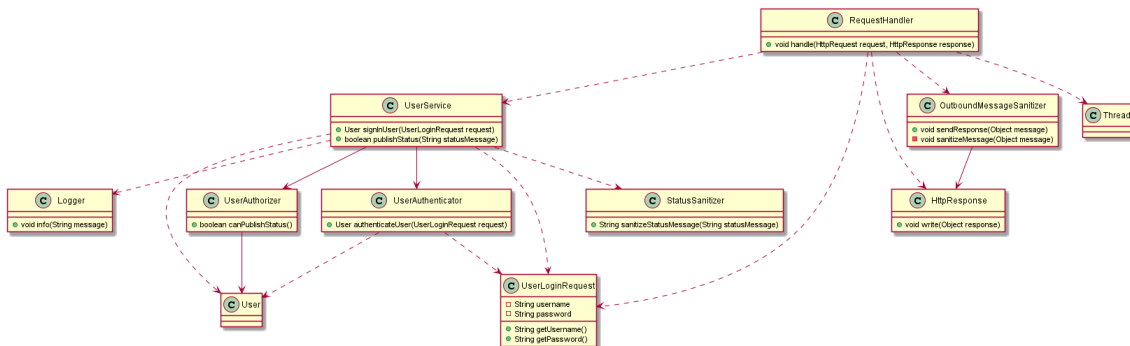 C RequestHandler
void handle(HttpRequest request, HttpResponse response)
C UserService
User signInUser(UserLoginRequest request)
boolean publishStatus(String statusMessage)
C OutboundMessageSanitizer
void sendResponse(Object message)
void sanitizeMessage(Object message)
C Thread
C Logger
void info(String message)
C UserAuthorizer
boolean canPublishStatus()
C UserAuthenticator
User authenticateUser(UserLoginRequest request)
C StatusSanitizer
String sanitizeStatusMessage(String statusMessage)
C HttpResponse
void write(Object response)
C User
C UserLoginRequest
String username
String password
String getUsername()
String getPassword()